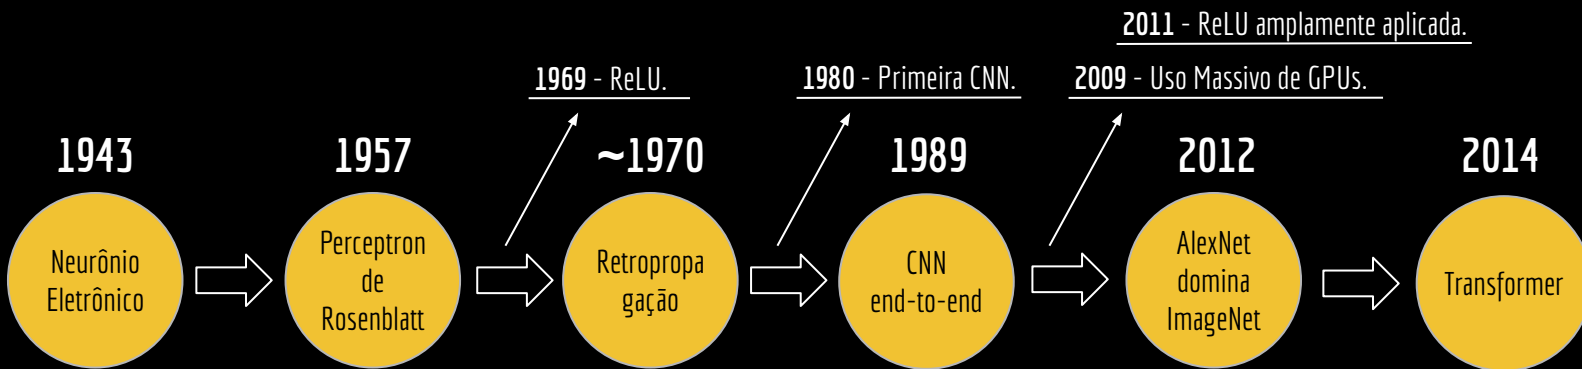 2011 - ReLU amplamente aplicada.
1969 - ReLU.
1980 - Primeira CNN.
2009 - Uso Massivo de GPUs.
1943
1957
~1970
1989
2012
2014
Neurônio
Eletrônico
Perceptron
de
Rosenblatt
Retropropa
gação
CNN
end-to-end
AlexNet
domina
ImageNet
Transformer